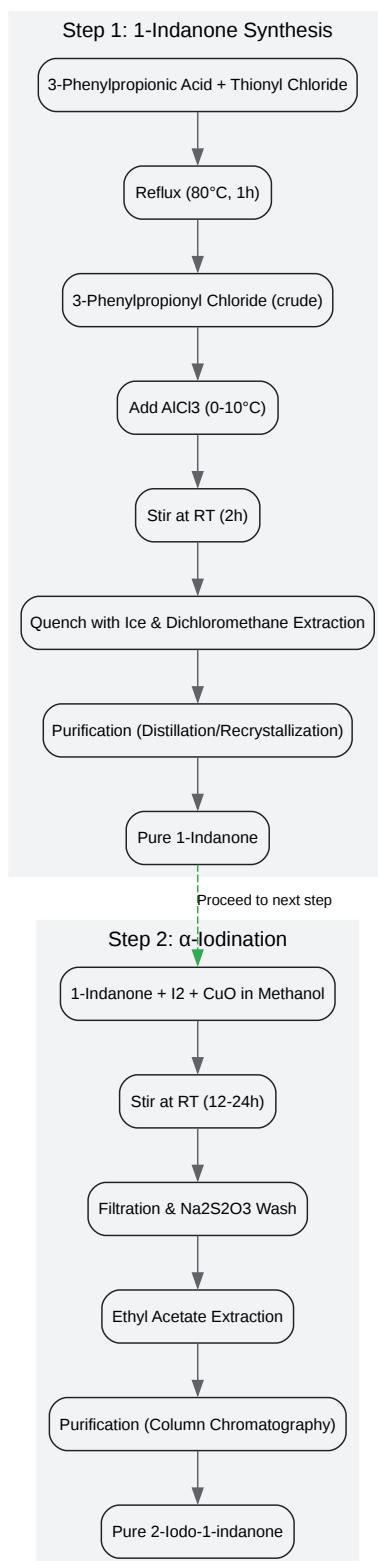 Step 1: 1-Indanone Synthesis
3-Phenylpropionic Acid + Thionyl Chloride
Reflux (80°C, 1h)
3-Phenylpropionyl Chloride (crude)
Add AlCl3 (0-10°C)
Stir at RT (2h)
Quench with Ice & Dichloromethane Extraction
Purification (Distillation/Recrystallization)
Pure 1-Indanone
Proceed to next step
Step 2: α-Iodination
1-Indanone + I2 + CuO in Methanol
Stir at RT (12-24h)
Filtration & Na2S2O3 Wash
Ethyl Acetate Extraction
Purification (Column Chromatography)
Pure 2-Iodo-1-indanone